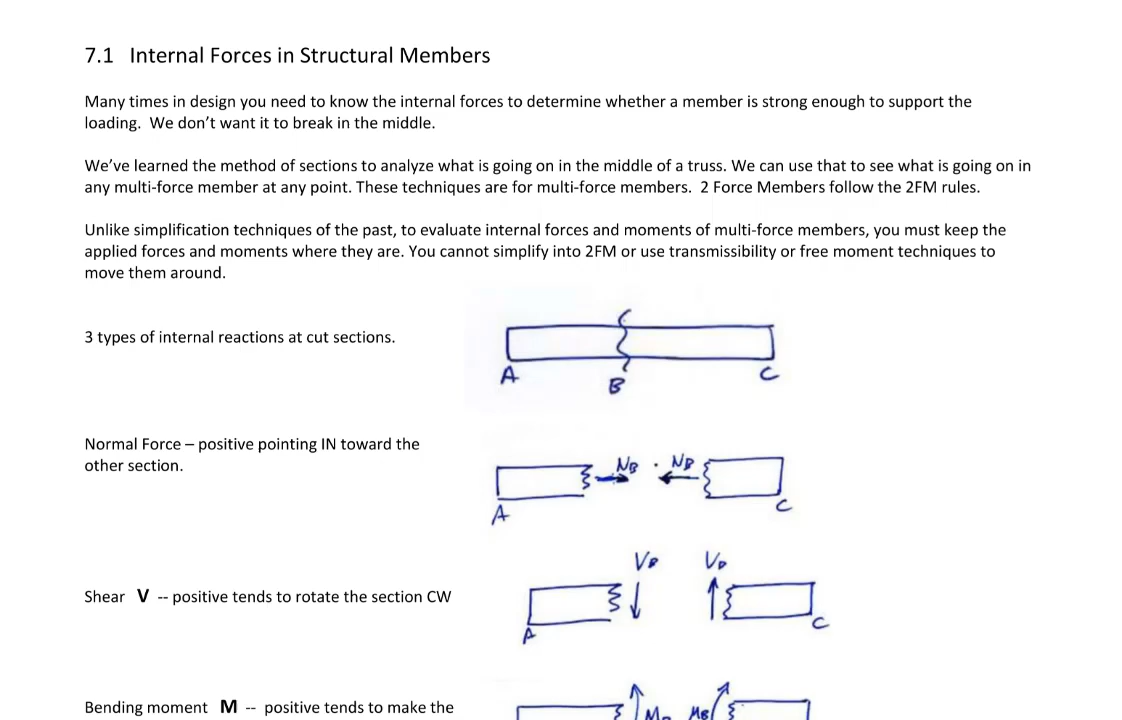 7.1 Internal Forces in Structural Members
Many times in design you need to know the internal forces to determine whether a member is strong enough to support the
loading. We don't want it to break in the middle.
We've learned the method of sections to analyze what is going on in the middle of a truss. We can use that to see what is going on in
any multi-force member at any point. These techniques are for multi-force members. 2 Force Members follow the 2FM rules.
Unlike simplification techniques of the past, to evaluate internal forces and moments of multi-force members, you must keep the
applied forces and moments where they are. You cannot simplify into 2FM or use transmissibility or free moment techniques to
move them around.
3 types of internal reactions at cut sections.
A B C
Normal Force – positive pointing IN toward the
other section.
NB NB
A C
VB VB
Shear V -- positive tends to rotate the section CW
A C
Bending moment M -- positive tends to make the
MB MB